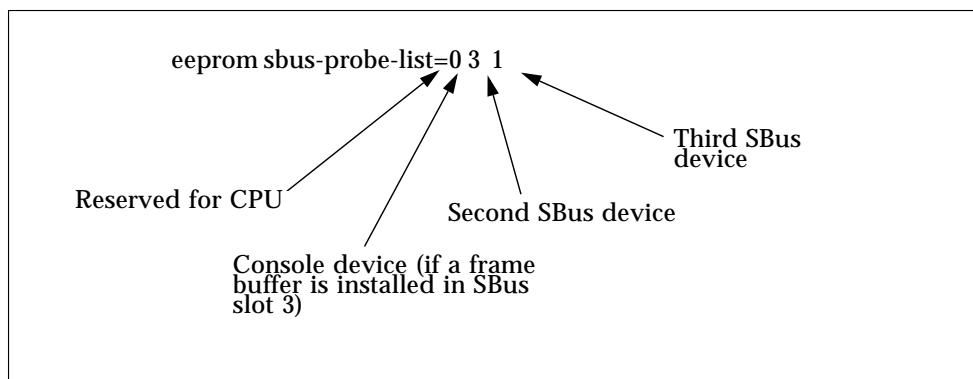 eeprom sbus-probe-list=0 3 1
Third SBus
device
Reserved for CPU
Second SBus device
Console device (if a frame
buffer is installed in SBus
slot 3)